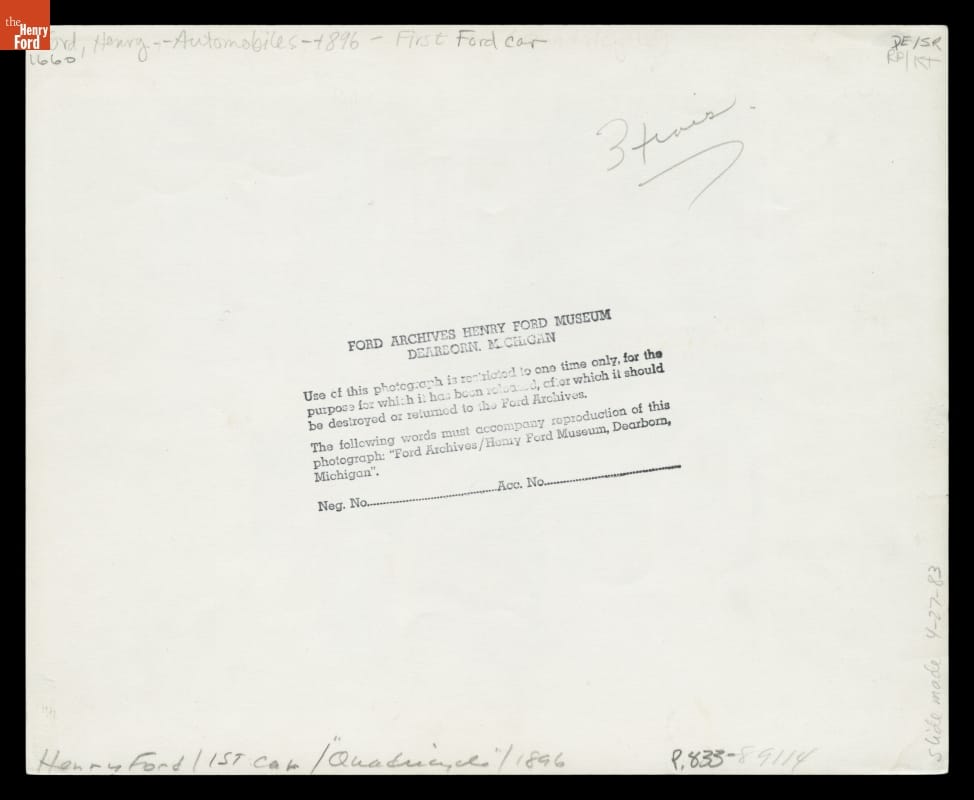 the
Henry
Ford
ord, Henry--Automobiles--1896 - First Ford car
1660
DE/SR
3
FORD ARCHIVES HENRY FORD MUSEUM
DEARBORN, MICHIGAN
Use of this photograph is restricted to one time only, for the
purpose for which it has been released, after which it should
be destroyed or returned to the Ford Archives.
The following words must accompany reproduction of this
photograph: "Ford Archives/Henry Ford Museum, Dearborn,
Michigan".
Neg. No. Acc. No.
Slide made 4-27-83
Henry Ford / 1ST car / "Quadricycle" / 1896
P.833-89114